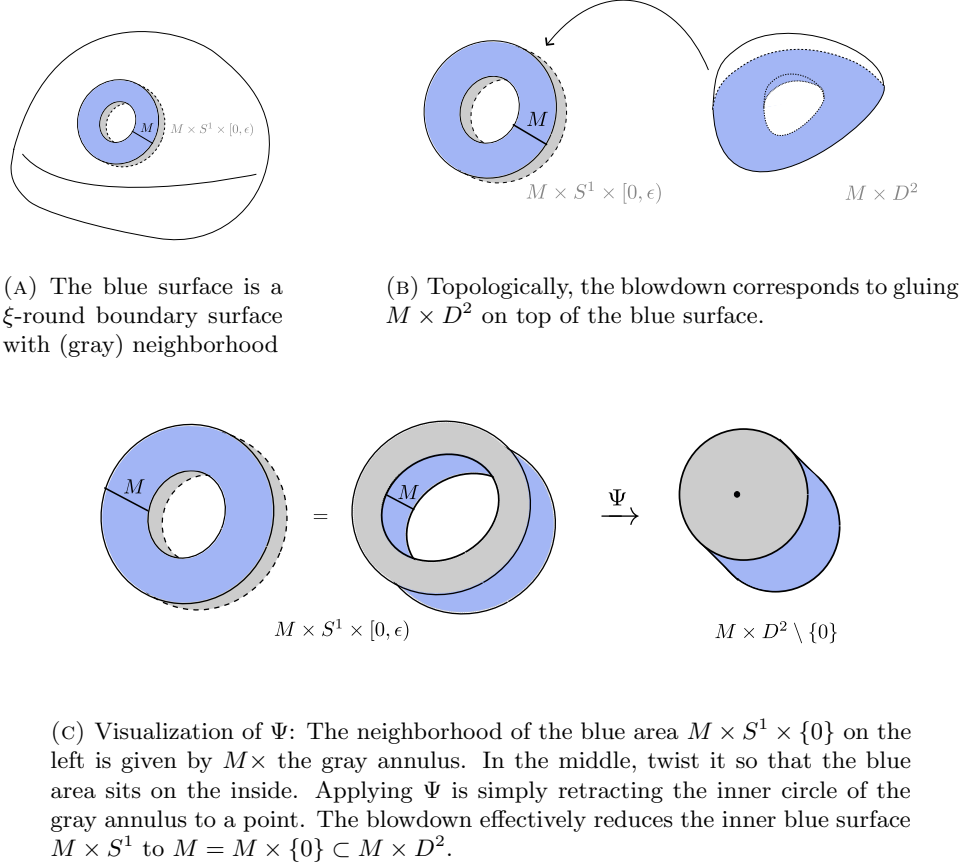 M
M × S¹ × [0, ϵ)
M
M × S¹ × [0, ϵ)
M × D²
(A) The blue surface is a
ξ-round boundary surface
with (gray) neighborhood
(B) Topologically, the blowdown corresponds to gluing
M × D² on top of the blue surface.
M
=
M
Ψ
M × S¹ × [0, ϵ)
M × D² \ {0}
(C) Visualization of Ψ: The neighborhood of the blue area M × S¹ × {0} on the
left is given by M× the gray annulus. In the middle, twist it so that the blue
area sits on the inside. Applying Ψ is simply retracting the inner circle of the
gray annulus to a point. The blowdown effectively reduces the inner blue surface
M × S¹ to M = M × {0} ⊂ M × D².